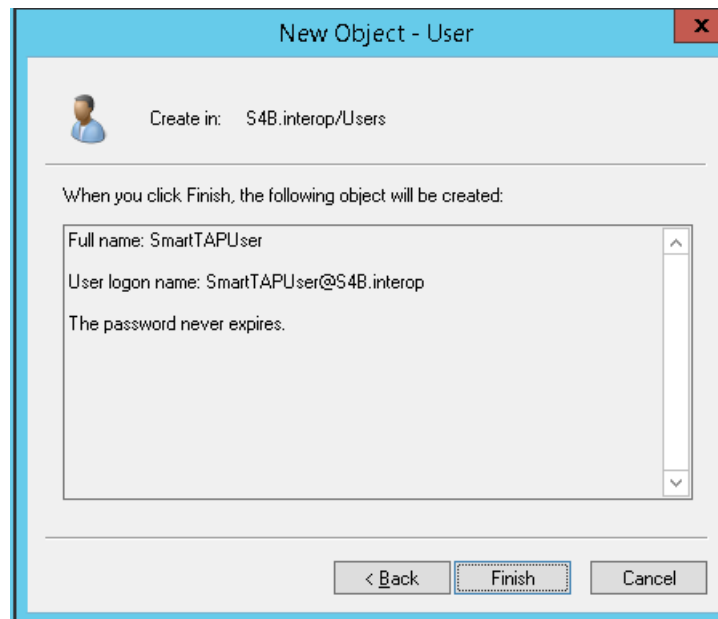 New Object - User
x
Create in: S4B.interop/Users
When you click Finish, the following object will be created:
Full name: SmartTAPUser
User logon name: SmartTAPUser@S4B.interop
The password never expires.
< Back Finish Cancel